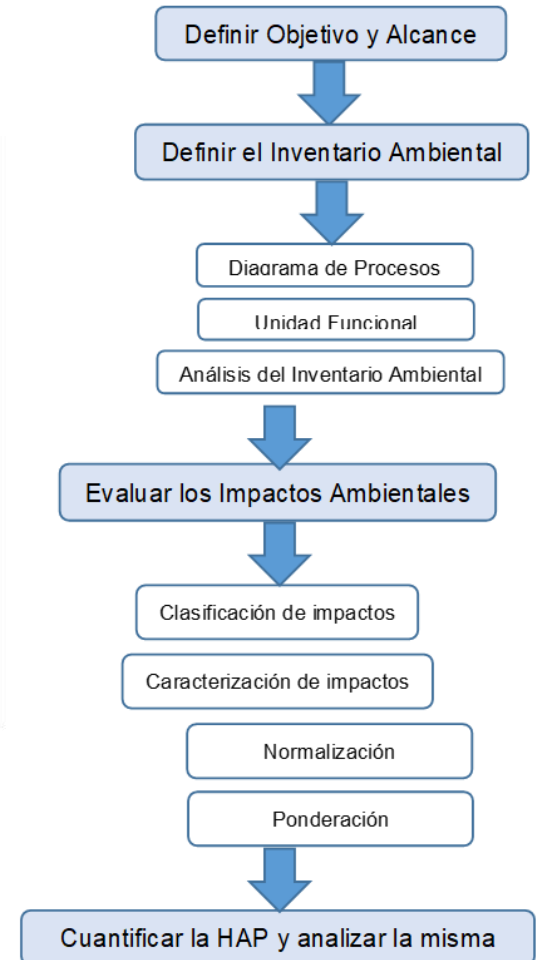 Definir Objetivo y Alcance
Definir el Inventario Ambiental
Diagrama de Procesos
Unidad Funcional
Análisis del Inventario Ambiental
Evaluar los Impactos Ambientales
Clasificación de impactos
Caracterización de impactos
Normalización
Ponderación
Cuantificar la HAP y analizar la misma